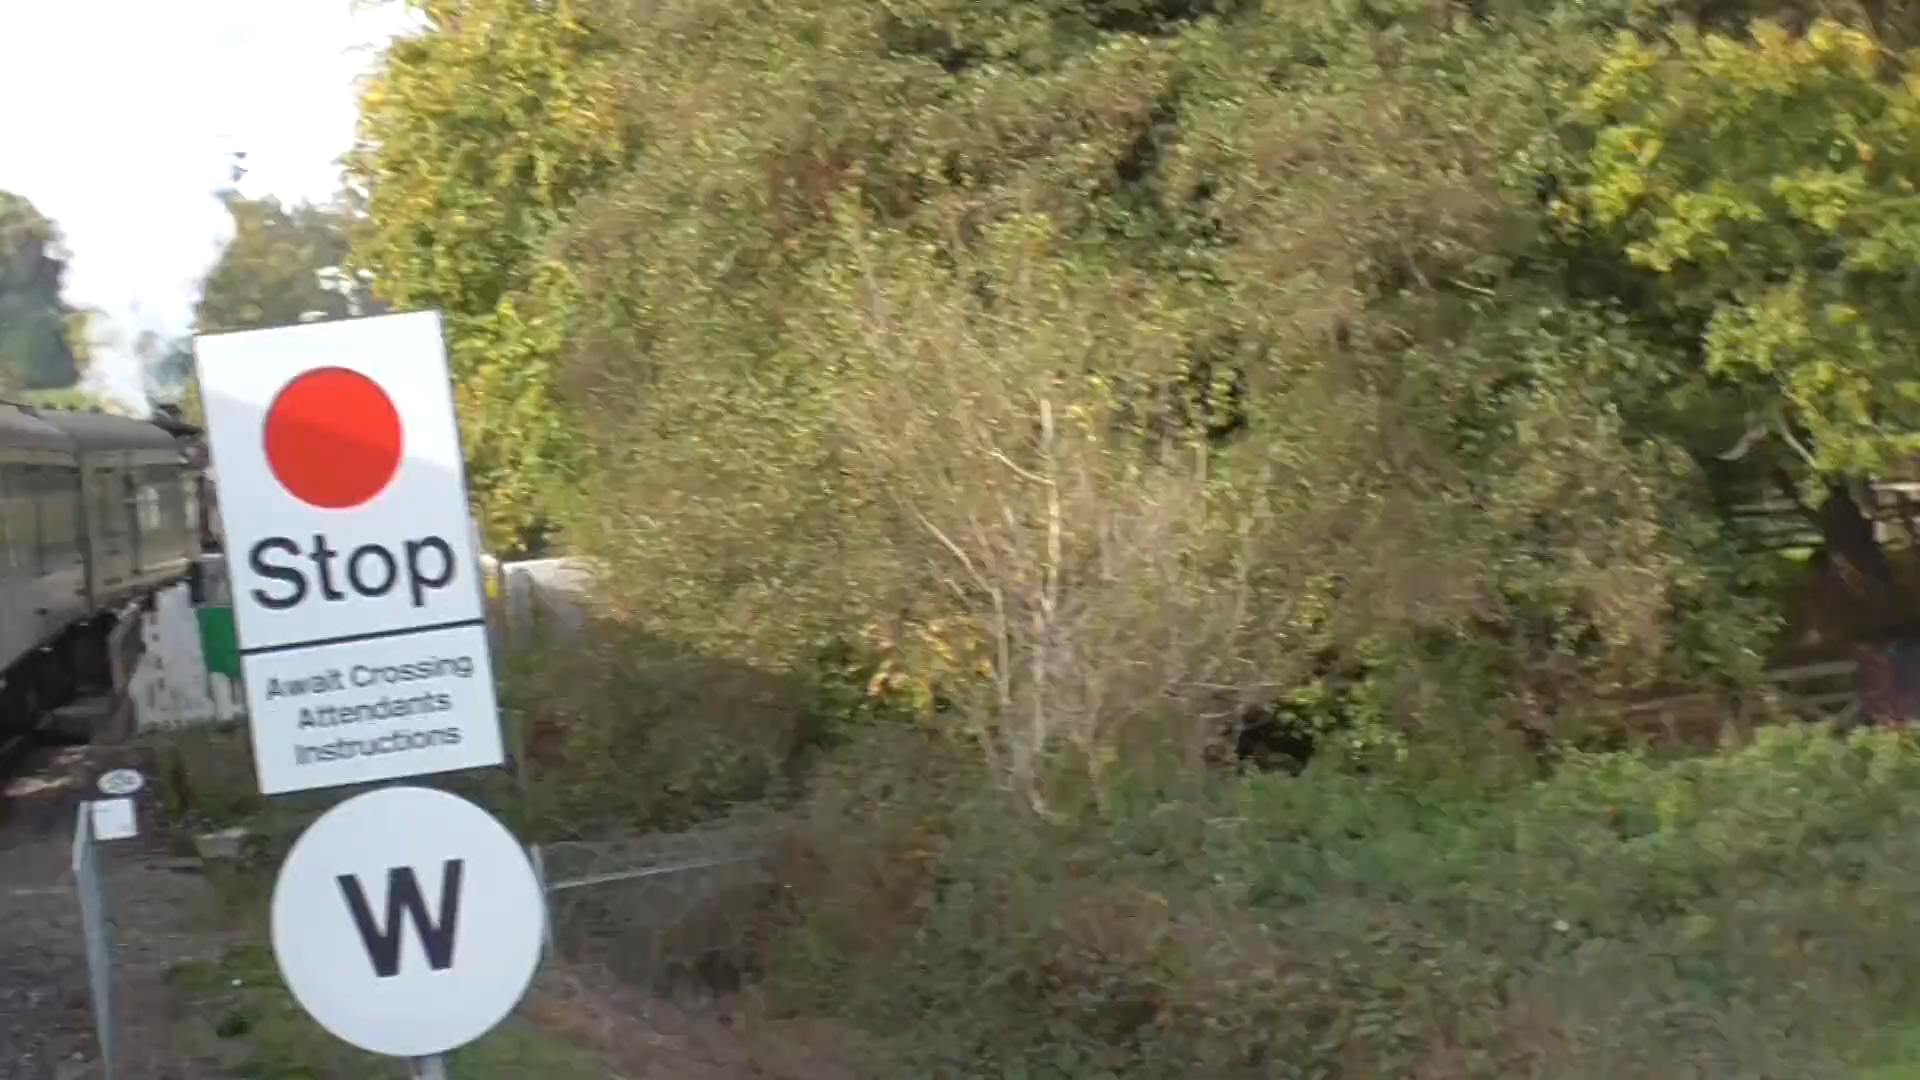 Stop
Await Crossing
Attendants
Instructions
W